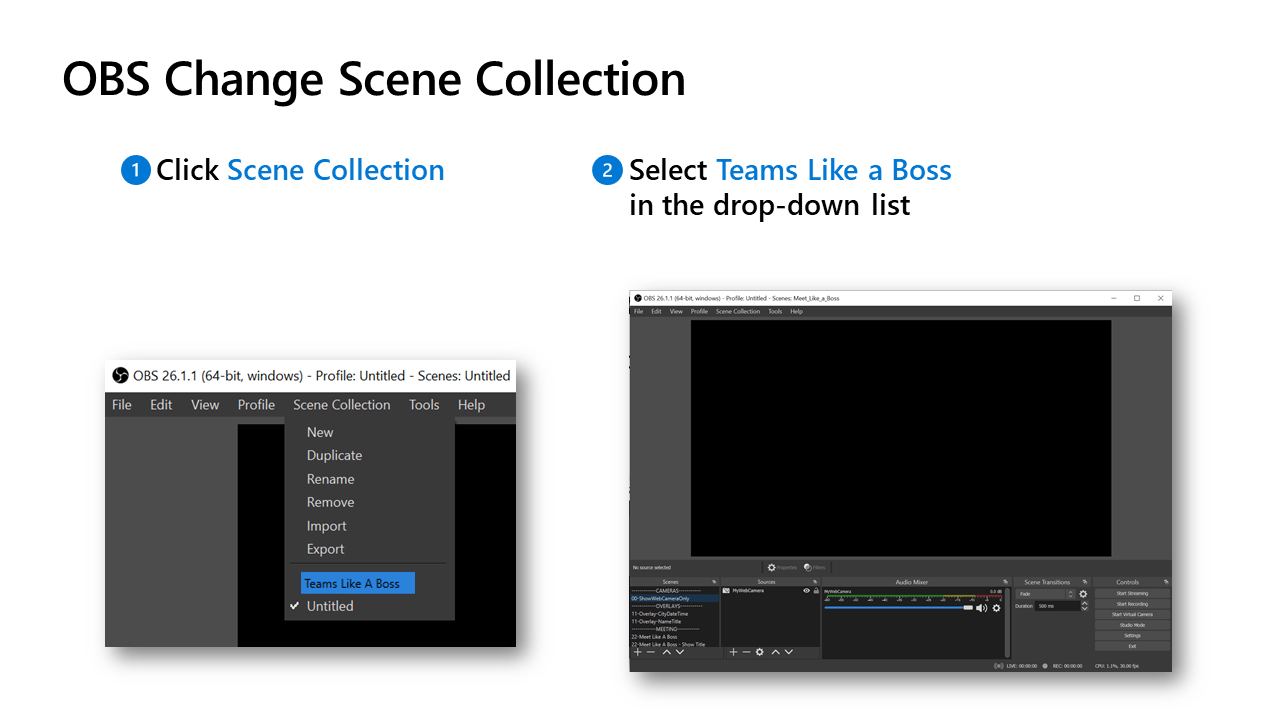 OBS Change Scene Collection
1 Click Scene Collection
2 Select Teams Like a Boss
in the drop-down list
OBS 26.1.1 (64-bit, windows) - Profile: Untitled - Scenes: Untitled
File Edit View Profile Scene Collection Tools Help
New
Duplicate
Rename
Remove
Import
Export
Teams Like A Boss
Untitled
OBS 26.1.1 (64-bit, windows) - Profile: Untitled - Scenes: Meet_Like_a_Boss
File Edit View Profile Scene Collection Tools Help
No source selected Properties Filters
Scenes
------------CAMERAS------------
00-ShowWebCameraOnly
------------OVERLAYS-----------
11-Overlay-CityDateTime
11-Overlay-NameTitle
------------MEETING-----------
22-Meet Like A Boss
22-Meet Like A Boss - Show Title
Sources
MyWebCamera
Audio Mixer
MyWebCamera 0.0 dB
Scene Transitions
Fade
Duration 500 ms
Controls
Start Streaming
Start Recording
Start Virtual Camera
Studio Mode
Settings
Exit
LIVE: 00:00:00 REC: 00:00:00 CPU: 1.1%, 30.00 fps